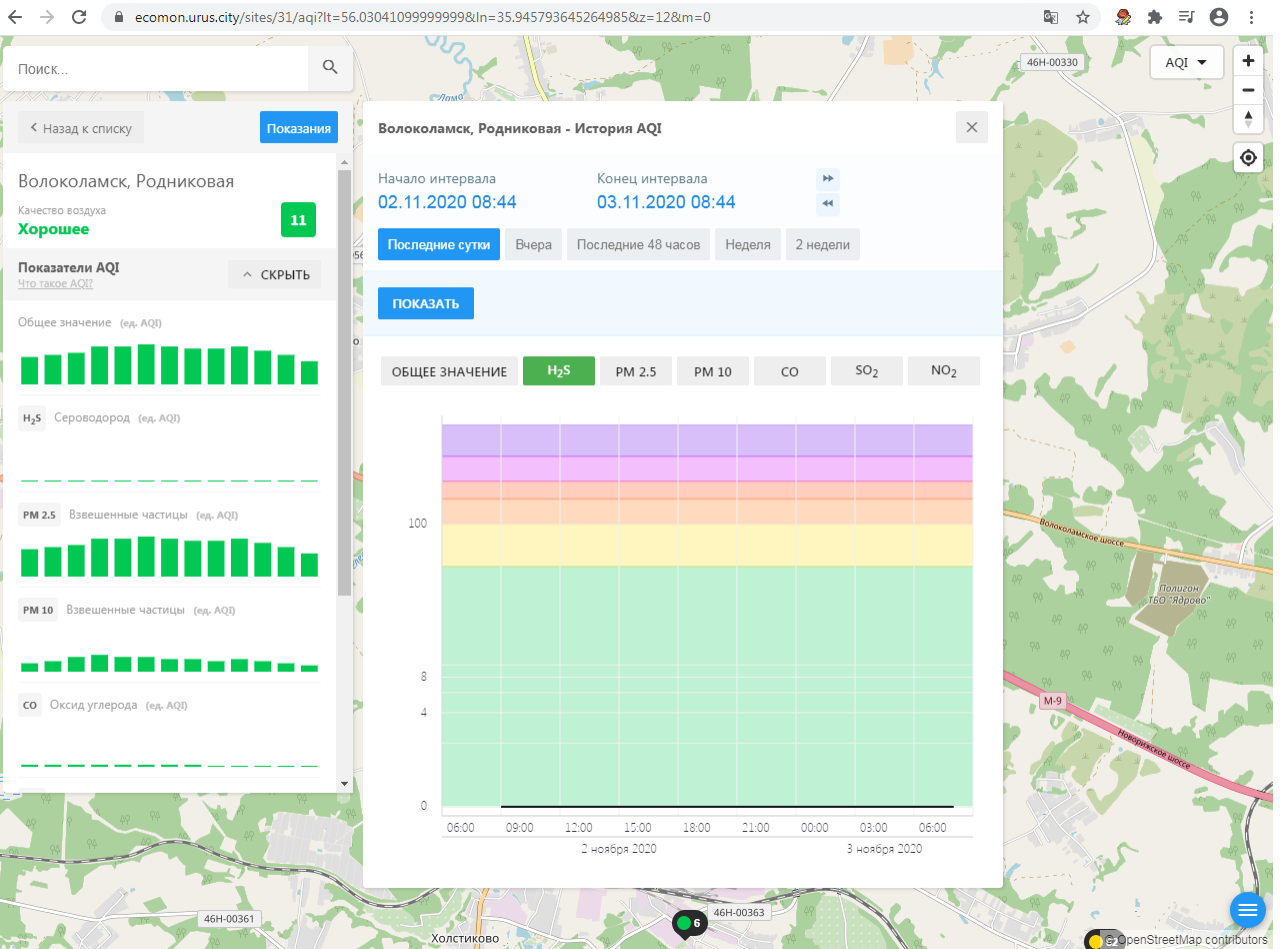 ecomon.urus.city/sites/31/aqi?lt=56.03041099999999&ln=35.945793645264985&z=12&m=0
Поиск...
46Н-00330
AQI
Назад к списку
Показания
Волоколамск, Родниковая
Качество воздуха
Хорошее
11
Показатели AQI
Что такое AQI?
СКРЫТЬ
Общее значение (ед. AQI)
H₂S Сероводород (ед. AQI)
PM 2.5 Взвешенные частицы (ед. AQI)
PM 10 Взвешенные частицы (ед. AQI)
CO Оксид углерода (ед. AQI)
Волоколамск, Родниковая - История AQI
Начало интервала
02.11.2020 08:44
Конец интервала
03.11.2020 08:44
Последние сутки
Вчера
Последние 48 часов
Неделя
2 недели
ПОКАЗАТЬ
ОБЩЕЕ ЗНАЧЕНИЕ
H₂S
PM 2.5
PM 10
CO
SO₂
NO₂
100
8
4
0
06:00 09:00 12:00 15:00 18:00 21:00 00:00 03:00 06:00
2 ноября 2020
3 ноября 2020
Волоколамское шоссе
Полигон
ТБО "Ядрово"
М-9
Новорижское шоссе
46Н-00361
46Н-00363
6
Холстиково
© OpenStreetMap contributors